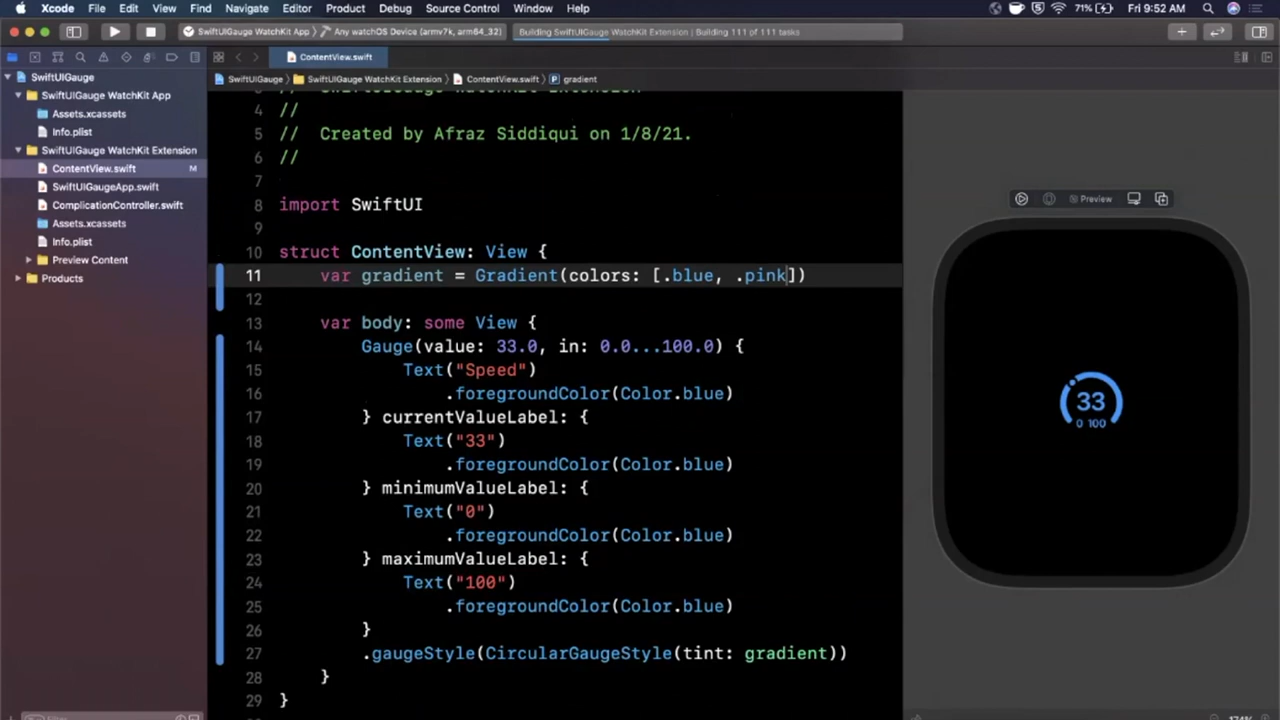 Xcode File Edit View Find Navigate Editor Product Debug Source Control Window Help 71% Fri 9:52 AM
SwiftUIGauge WatchKit App Any watchOS Device (armv7k, arm64_32) Building SwiftUIGauge WatchKit Extension | Building 111 of 111 tasks
ContentView.swift
SwiftUIGauge SwiftUIGauge WatchKit Extension ContentView.swift gradient
SwiftUIGauge
SwiftUIGauge WatchKit App
Assets.xcassets
Info.plist
SwiftUIGauge WatchKit Extension
ContentView.swift M
SwiftUIGaugeApp.swift
ComplicationController.swift
Assets.xcassets
Info.plist
Preview Content
Products
// SwiftUIGauge WatchKit Extension
4 //
5 // Created by Afraz Siddiqui on 1/8/21.
6 //
7
8 import SwiftUI
9
10 struct ContentView: View {
11 var gradient = Gradient(colors: [.blue, .pink])
12
13 var body: some View {
14 Gauge(value: 33.0, in: 0.0...100.0) {
15 Text("Speed")
16 .foregroundColor(Color.blue)
17 } currentValueLabel: {
18 Text("33")
19 .foregroundColor(Color.blue)
20 } minimumValueLabel: {
21 Text("0")
22 .foregroundColor(Color.blue)
23 } maximumValueLabel: {
24 Text("100")
25 .foregroundColor(Color.blue)
26 }
27 .gaugeStyle(CircularGaugeStyle(tint: gradient))
28 }
29 }
Preview
33
0 100